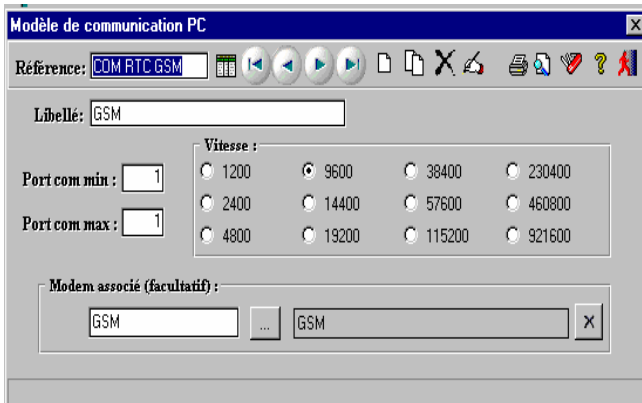 Modèle de communication PC
Référence: COM RTC GSM
Libellé: GSM
Vitesse :
Port com min : 1
Port com max : 1
1200 9600 38400 230400
2400 14400 57600 460800
4800 19200 115200 921600
Modem associé (facultatif) :
GSM ... GSM